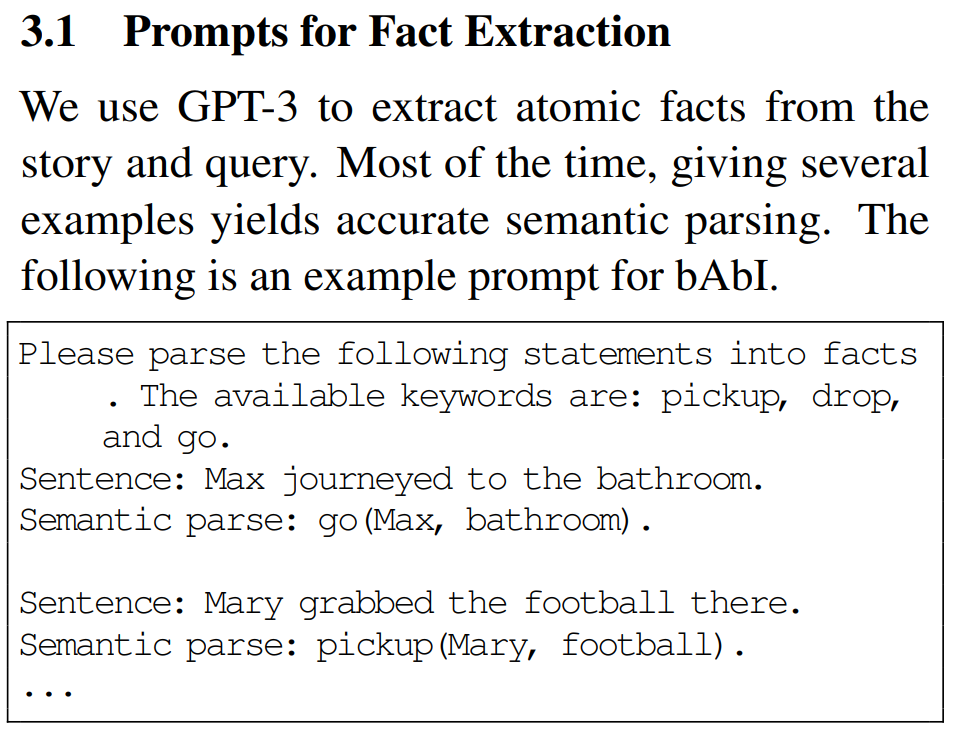 3.1 Prompts for Fact Extraction
We use GPT-3 to extract atomic facts from the
story and query. Most of the time, giving several
examples yields accurate semantic parsing. The
following is an example prompt for bAbI.
Please parse the following statements into facts
. The available keywords are: pickup, drop,
and go.
Sentence: Max journeyed to the bathroom.
Semantic parse: go(Max, bathroom).
Sentence: Mary grabbed the football there.
Semantic parse: pickup(Mary, football).
...